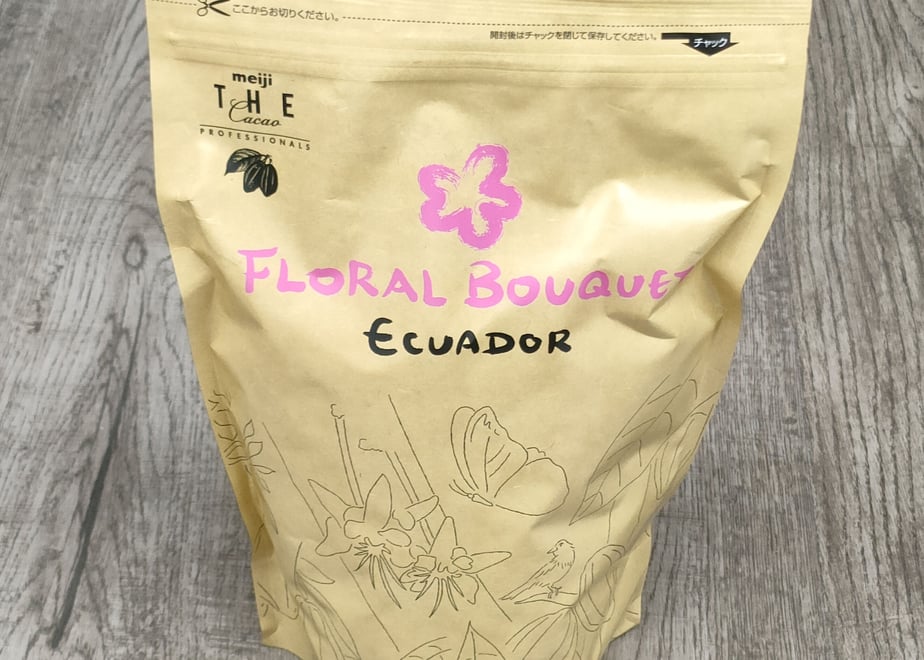 ここからお切りください。
開封後はチャックを閉じて保存してください。
チャック
meiji
THE
Cacao
PROFESSIONALS
FLORAL BOUQUET
ECUADOR